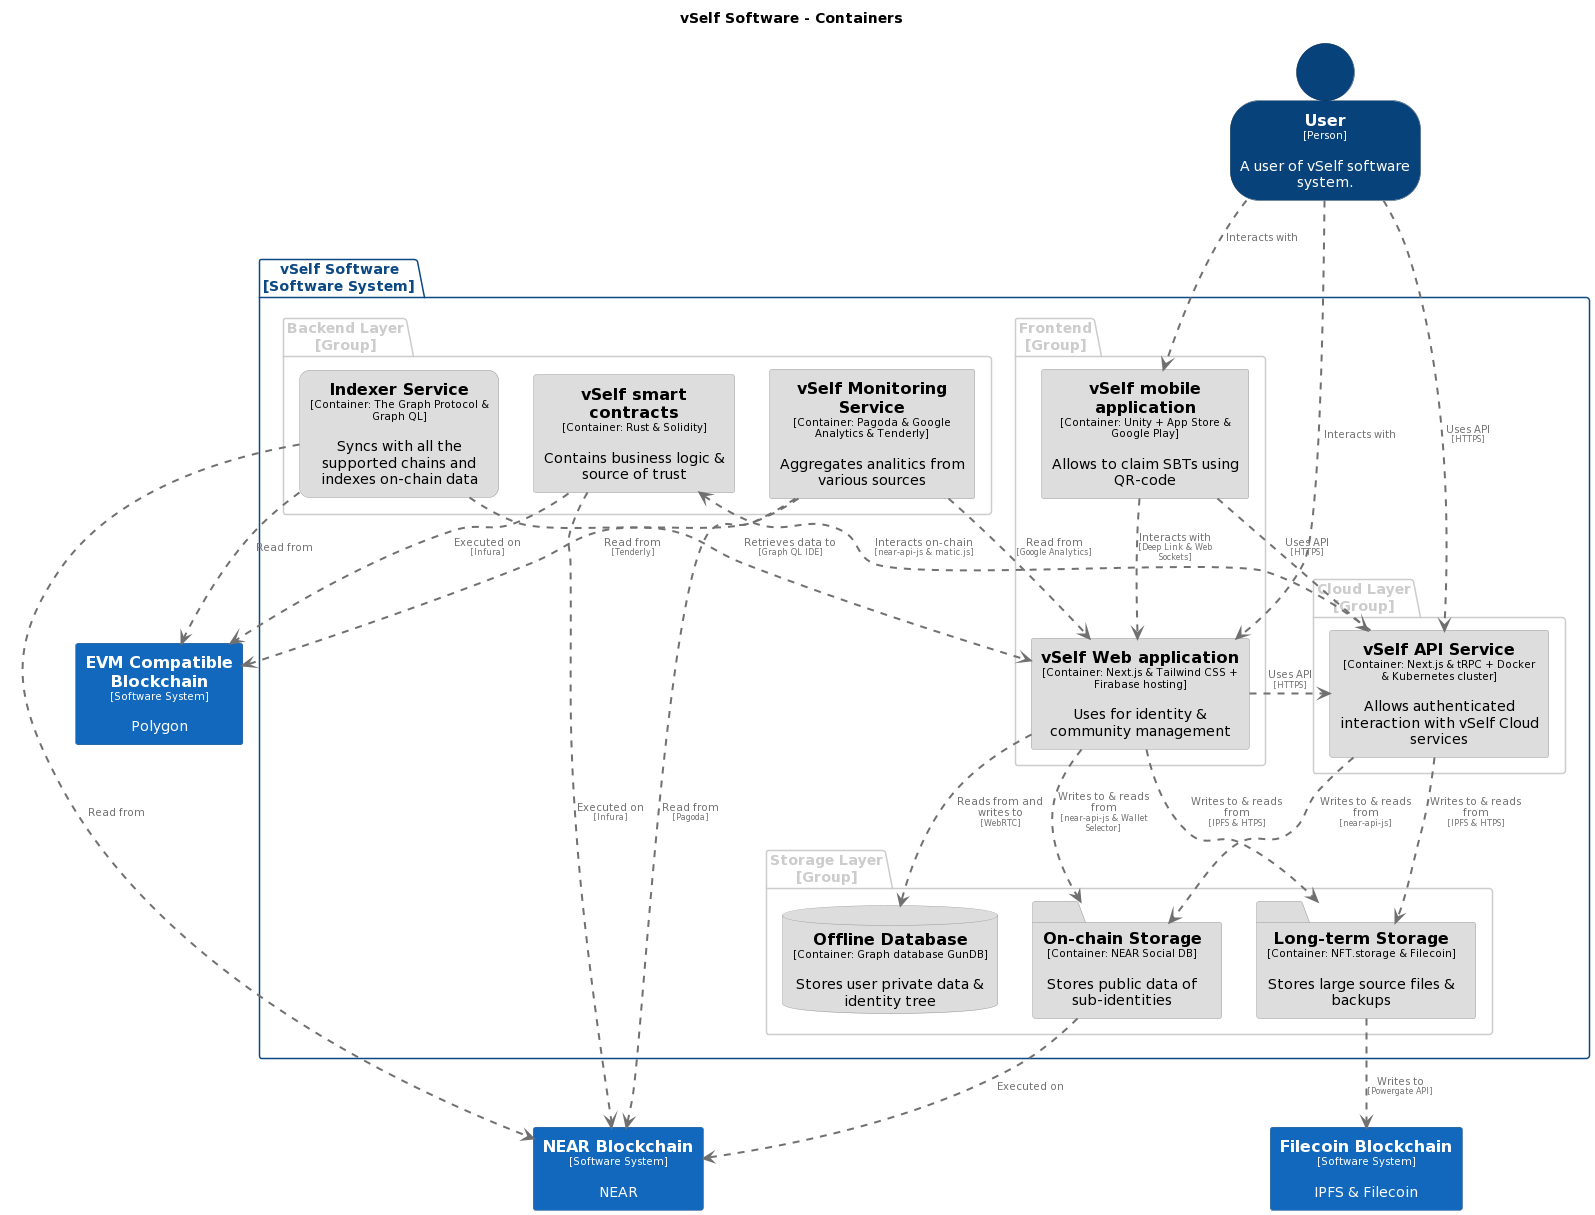 vSelf Software - Containers
User
[Person]
A user of vSelf software
system.
Interacts with
vSelf Software
[Software System]
Backend Layer
[Group]
Frontend
[Group]
Indexer Service
[Container: The Graph Protocol &
Graph QL]
Syncs with all the
supported chains and
indexes on-chain data
vSelf smart
contracts
[Container: Rust & Solidity]
Contains business logic &
source of trust
vSelf Monitoring
Service
[Container: Pagoda & Google
Analytics & Tenderly]
Aggregates analitics from
various sources
vSelf mobile
application
[Container: Unity + App Store &
Google Play]
Allows to claim SBTs using
QR-code
Interacts with
Uses API
[HTTPS]
Read from
Executed on
[Infura]
Read from
[Tenderly]
Retrieves data to
[Graph QL IDE]
Interacts on-chain
[near-api-js & matic.js]
Read from
[Google Analytics]
Interacts with
[Deep Link & Web
Sockets]
Uses API
[HTTPS]
Cloud Layer
[Group]
EVM Compatible
Blockchain
[Software System]
Polygon
vSelf Web application
[Container: Next.js & Tailwind CSS +
Firabase hosting]
Uses for identity &
community management
Uses API
[HTTPS]
vSelf API Service
[Container: Next.js & tRPC + Docker
& Kubernetes cluster]
Allows authenticated
interaction with vSelf Cloud
services
Read from
Executed on
[Infura]
Read from
[Pagoda]
Reads from and
writes to
[WebRTC]
Writes to & reads
from
[near-api-js & Wallet
Selector]
Writes to & reads
from
[IPFS & HTPS]
Writes to & reads
from
[near-api-js]
Writes to & reads
from
[IPFS & HTPS]
Storage Layer
[Group]
Offline Database
[Container: Graph database GunDB]
Stores user private data &
identity tree
On-chain Storage
[Container: NEAR Social DB]
Stores public data of
sub-identities
Long-term Storage
[Container: NFT.storage & Filecoin]
Stores large source files &
backups
Executed on
Writes to
[Powergate API]
NEAR Blockchain
[Software System]
NEAR
Filecoin Blockchain
[Software System]
IPFS & Filecoin